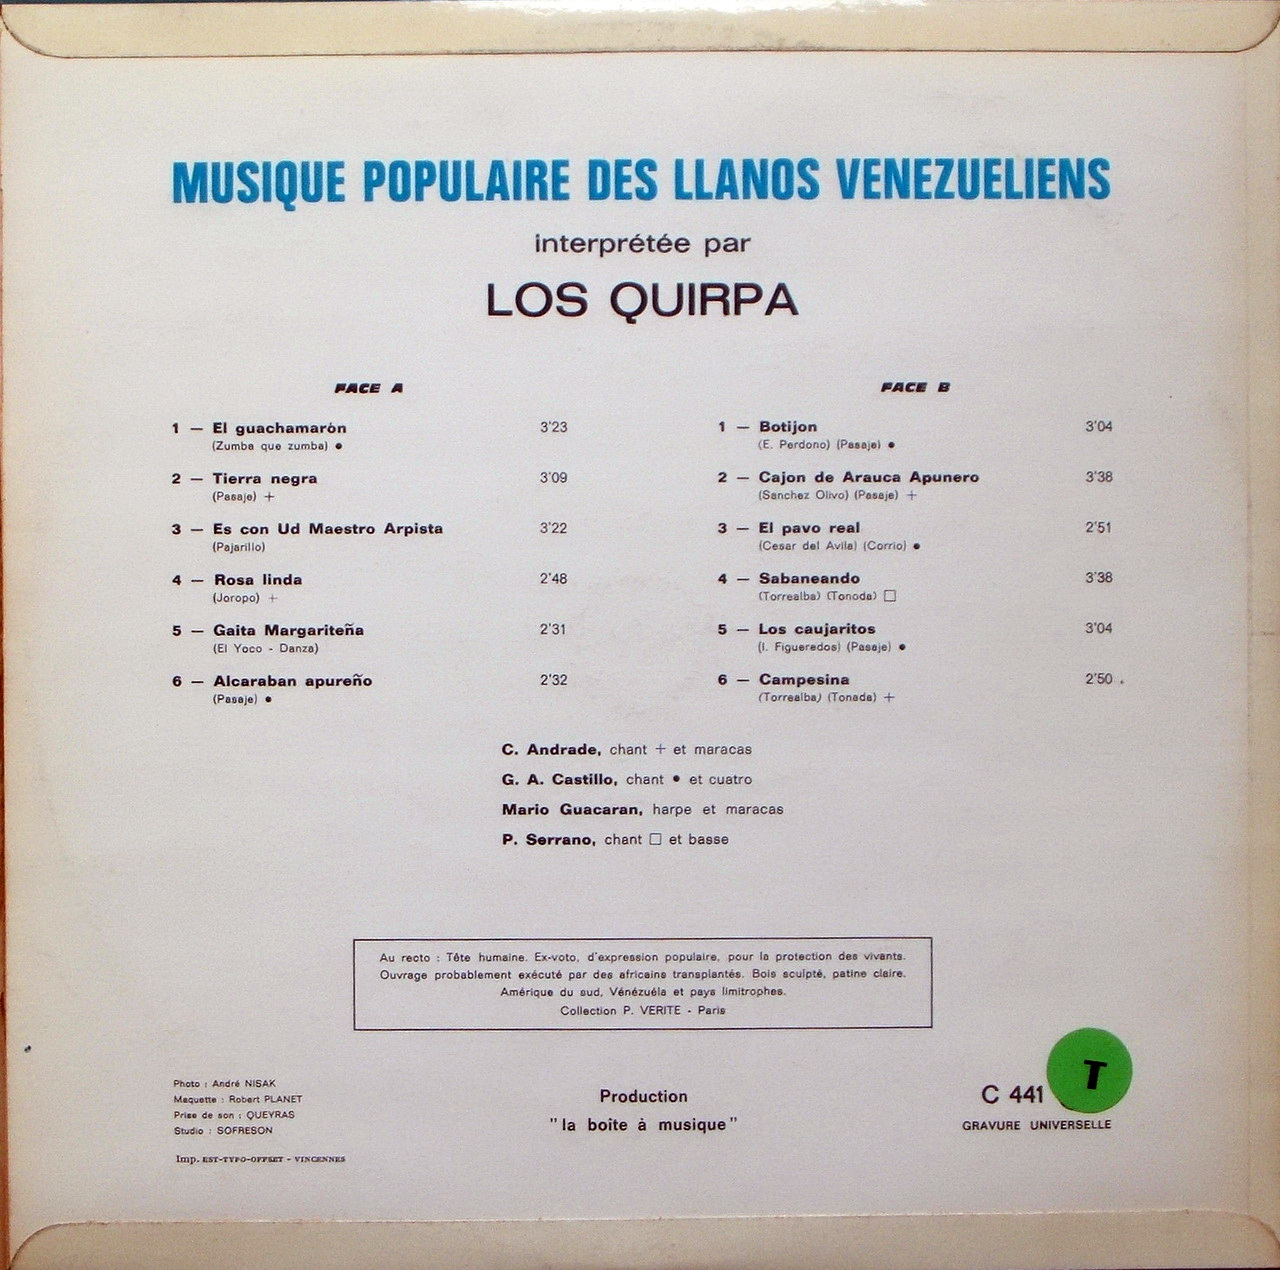 MUSIQUE POPULAIRE DES LLANOS VENEZUELIENS
interprétée par
LOS QUIRPA
FACE A
1 — El guachamarón 3'23
(Zumba que zumba) ●
2 — Tierra negra 3'09
(Pasaje) +
3 — Es con Ud Maestro Arpista 3'22
(Pajarillo)
4 — Rosa linda 2'48
(Joropo) +
5 — Gaita Margariteña 2'31
(El Yoco - Danza)
6 — Alcaraban apureño 2'32
(Pasaje) ●
FACE B
1 — Botijon 3'04
(E. Perdono) (Pasaje) ●
2 — Cajon de Arauca Apunero 3'38
(Sanchez Olivo) (Pasaje) +
3 — El pavo real 2'51
(Cesar del Avila) (Corrio) ●
4 — Sabaneando 3'38
(Torrealba) (Tonoda) □
5 — Los caujaritos 3'04
(I. Figueredos) (Pasaje) ●
6 — Campesina 2'50
(Torrealba) (Tonada) +
C. Andrade, chant + et maracas
G. A. Castillo, chant ● et cuatro
Mario Guacaran, harpe et maracas
P. Serrano, chant □ et basse
Au recto : Tête humaine. Ex-voto, d'expression populaire, pour la protection des vivants.
Ouvrage probablement exécuté par des africains transplantés. Bois sculpté, patine claire.
Amérique du sud, Vénézuéla et pays limitrophes.
Collection P. VERITE - Paris
Photo : André NISAK
Maquette : Robert PLANET
Prise de son : QUEYRAS
Studio : SOFRESON
Imp. EST-TYPO-OFFSET - VINCENNES
Production
"la boîte à musique"
C 441
T
GRAVURE UNIVERSELLE